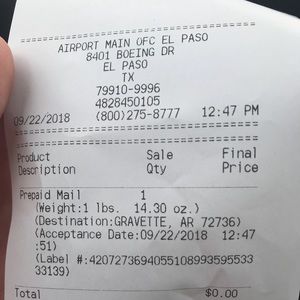 ========================================
AIRPORT MAIN OFC EL PASO
8401 BOEING DR
EL PASO
TX
79910-9996
4828450105
09/22/2018 (800)275-8777 12:47 PM
========================================
========================================
Product Sale Final
Description Qty Price
----------------------------------------
Prepaid Mail 1
(Weight:1 lbs. 14.30 oz.)
(Destination:GRAVETTE, AR 72736)
(Acceptance Date:09/22/2018 12:47
:51)
(Label #:4207273694055108993595533
33139)
----------------------------------------
Total $0.00